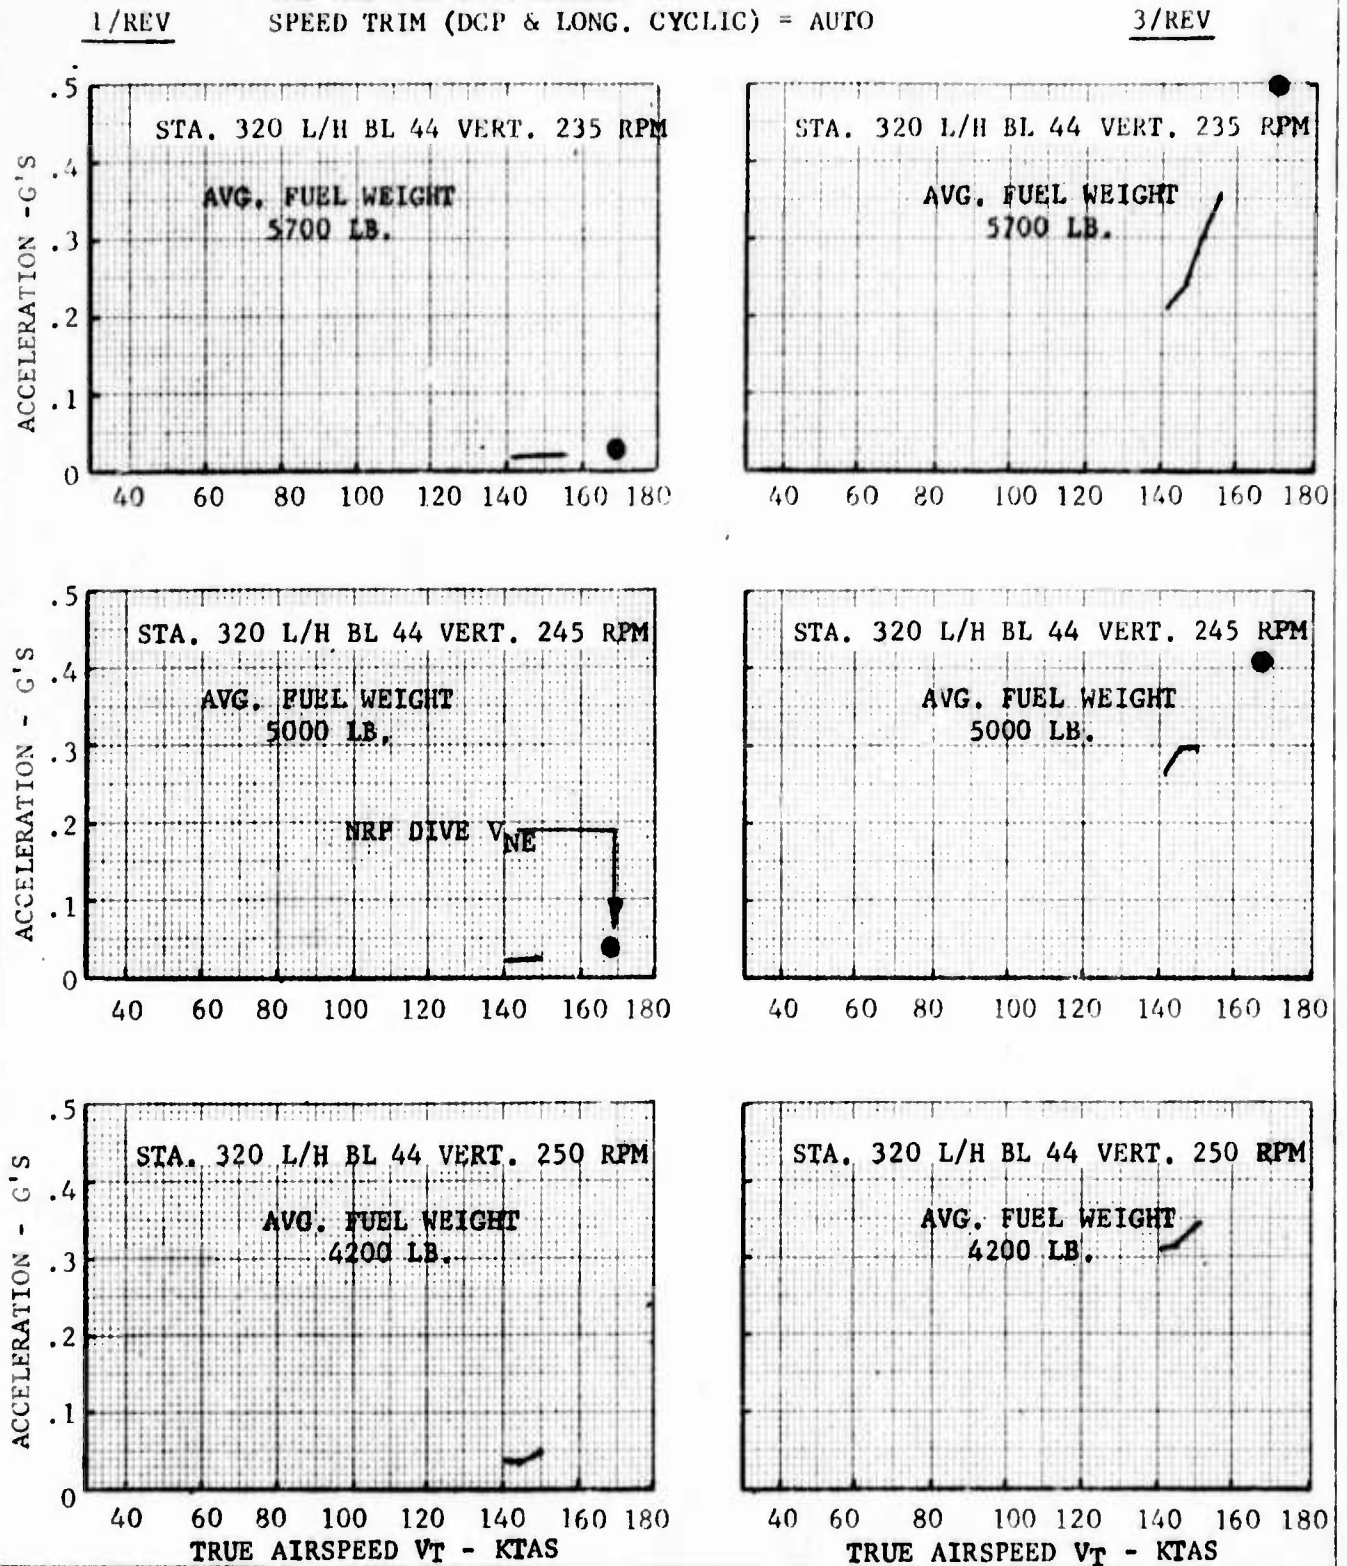 1/REV SPEED TRIM (DCP & LONG. CYCLIC) = AUTO 3/REV
ACCELERATION -G'S
.5
.4
.3
.2
.1
0
STA. 320 L/H BL 44 VERT. 235 RPM
AVG. FUEL WEIGHT
5700 LB.
40 60 80 100 120 140 160 180
STA. 320 L/H BL 44 VERT. 235 RPM
AVG. FUEL WEIGHT
5700 LB.
40 60 80 100 120 140 160 180
ACCELERATION - G'S
.5
.4
.3
.2
.1
0
STA. 320 L/H BL 44 VERT. 245 RPM
AVG. FUEL WEIGHT
5000 LB.
NRP DIVE VNE
40 60 80 100 120 140 160 180
STA. 320 L/H BL 44 VERT. 245 RPM
AVG. FUEL WEIGHT
5000 LB.
40 60 80 100 120 140 160 180
ACCELERATION - G'S
.5
.4
.3
.2
.1
0
STA. 320 L/H BL 44 VERT. 250 RPM
AVG. FUEL WEIGHT
4200 LB.
40 60 80 100 120 140 160 180
TRUE AIRSPEED VT - KTAS
STA. 320 L/H BL 44 VERT. 250 RPM
AVG. FUEL WEIGHT
4200 LB.
40 60 80 100 120 140 160 180
TRUE AIRSPEED VT - KTAS